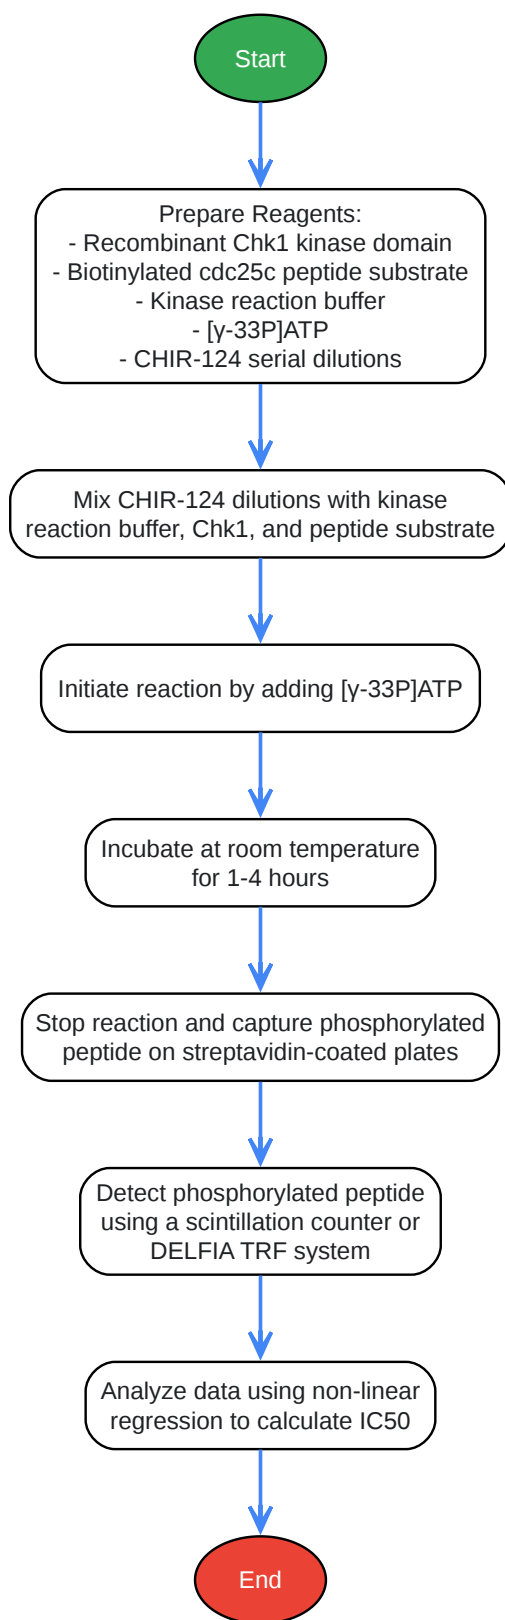 Start
Prepare Reagents:
- Recombinant Chk1 kinase domain
- Biotinylated cdc25c peptide substrate
- Kinase reaction buffer
- [γ-33P]ATP
- CHIR-124 serial dilutions
Mix CHIR-124 dilutions with kinase
reaction buffer, Chk1, and peptide substrate
Initiate reaction by adding [γ-33P]ATP
Incubate at room temperature
for 1-4 hours
Stop reaction and capture phosphorylated
peptide on streptavidin-coated plates
Detect phosphorylated peptide
using a scintillation counter or
DELFIA TRF system
Analyze data using non-linear
regression to calculate IC50
End